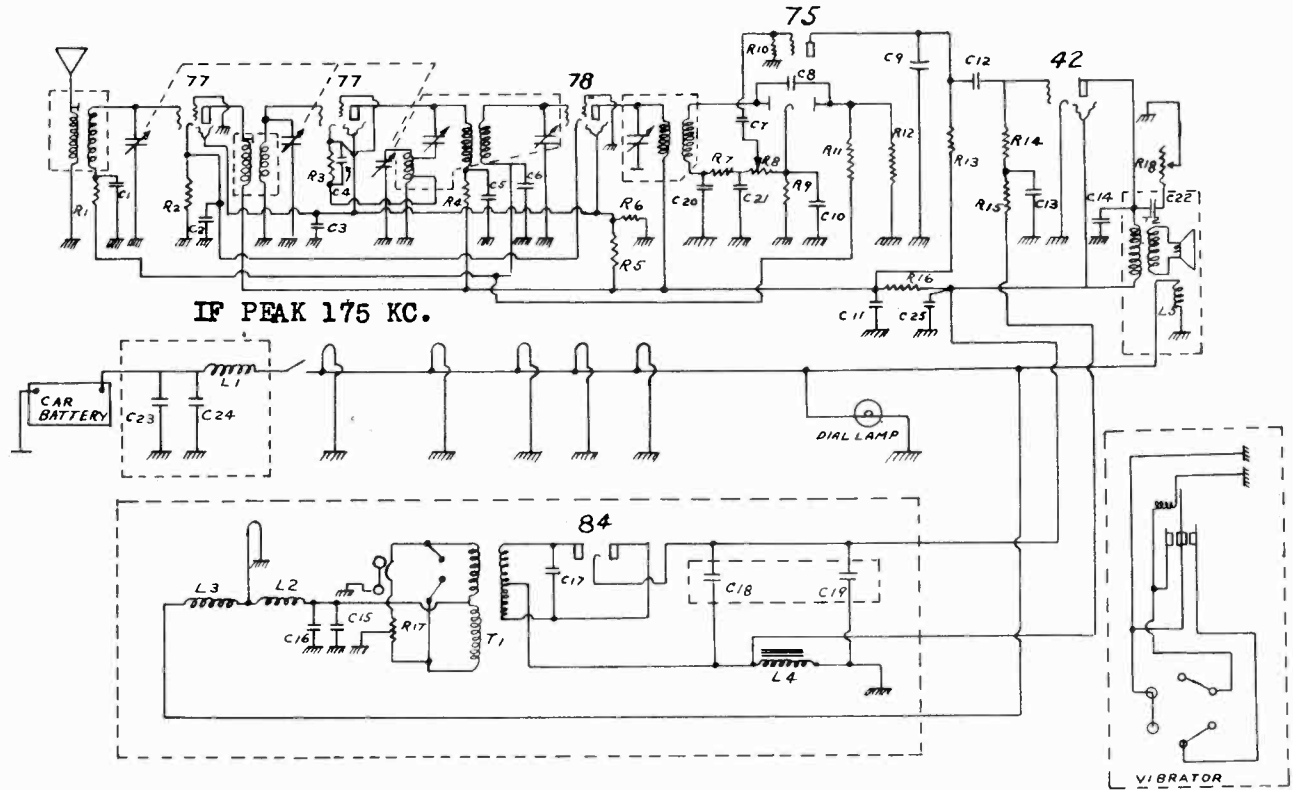 75
77
77
78
42
R10
C8
C9
C12
C7
R1
C1
R2
C2
R3
C4
C3
R4
C5
C6
R6
R5
R7
R8
C20
C21
R9
C10
R11
R12
R13
R14
R15
C13
C14
R18
C22
T2
L5
R16
C11
C25
IF PEAK 175 KC.
CAR
BATTERY
C23
C24
L1
DIAL LAMP
84
L3
L2
C16
C15
R17
T1
C17
C18
C19
L4
VIBRATOR